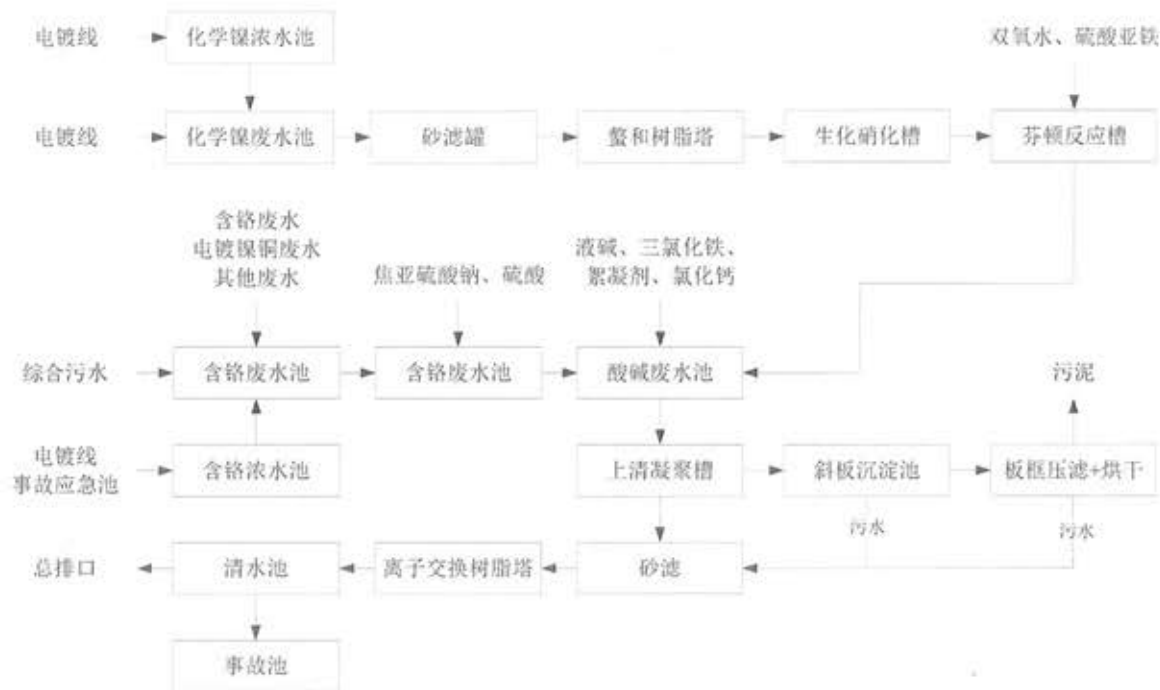 电镀线
化学镍浓水池
双氧水、硫酸亚铁
电镀线
化学镍废水池
砂滤罐
螯和树脂塔
生化硝化槽
芬顿反应槽
含铬废水
电镀镍铜废水
其他废水
焦亚硫酸钠、硫酸
液碱、三氯化铁、
絮凝剂、氯化钙
综合污水
含铬废水池
含铬废水池
酸碱废水池
污泥
电镀线
事故应急池
含铬浓水池
上清凝聚槽
斜板沉淀池
板框压滤+烘干
污水
污水
总排口
清水池
离子交换树脂塔
砂滤
事故池